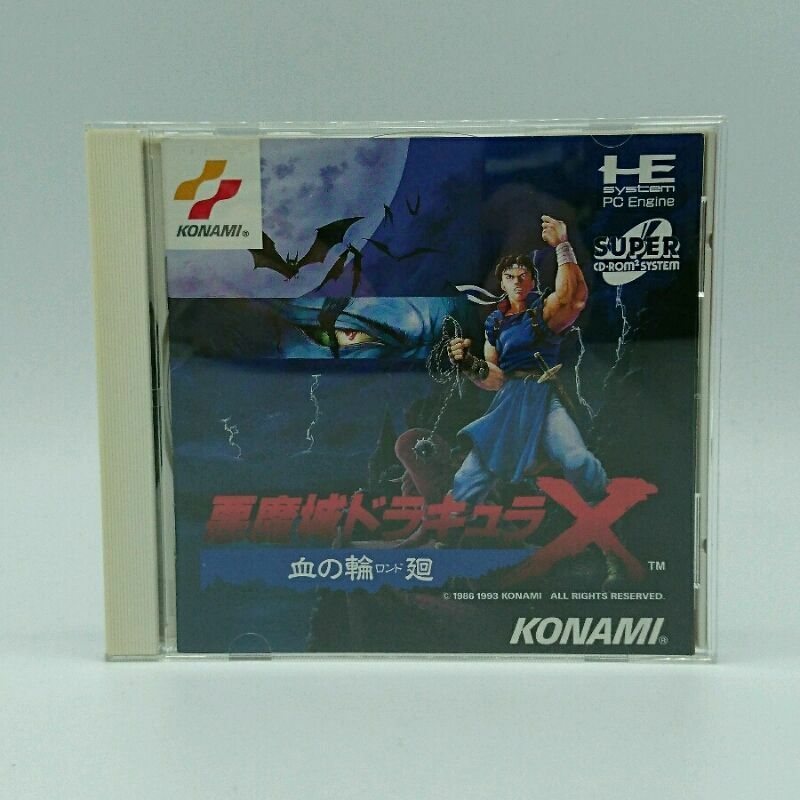 KONAMI®
HE
system
PC Engine
SUPER
CD-ROM² SYSTEM
悪魔城ドラキュラX
血の輪ロンド廻
™
© 1986 1993 KONAMI ALL RIGHTS RESERVED.
KONAMI®